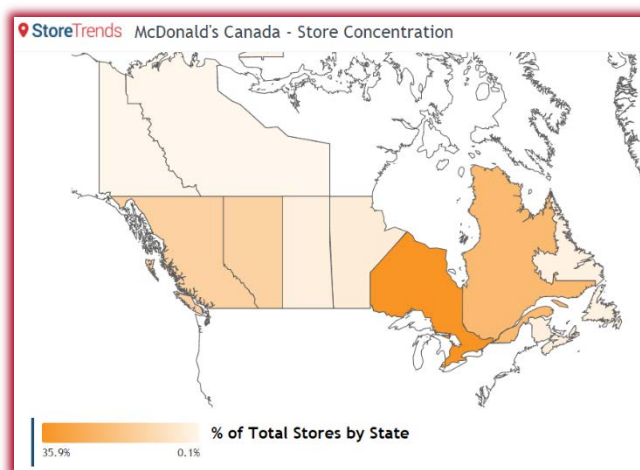 StoreTrends McDonald's Canada - Store Concentration
% of Total Stores by State
35.9% 0.1%